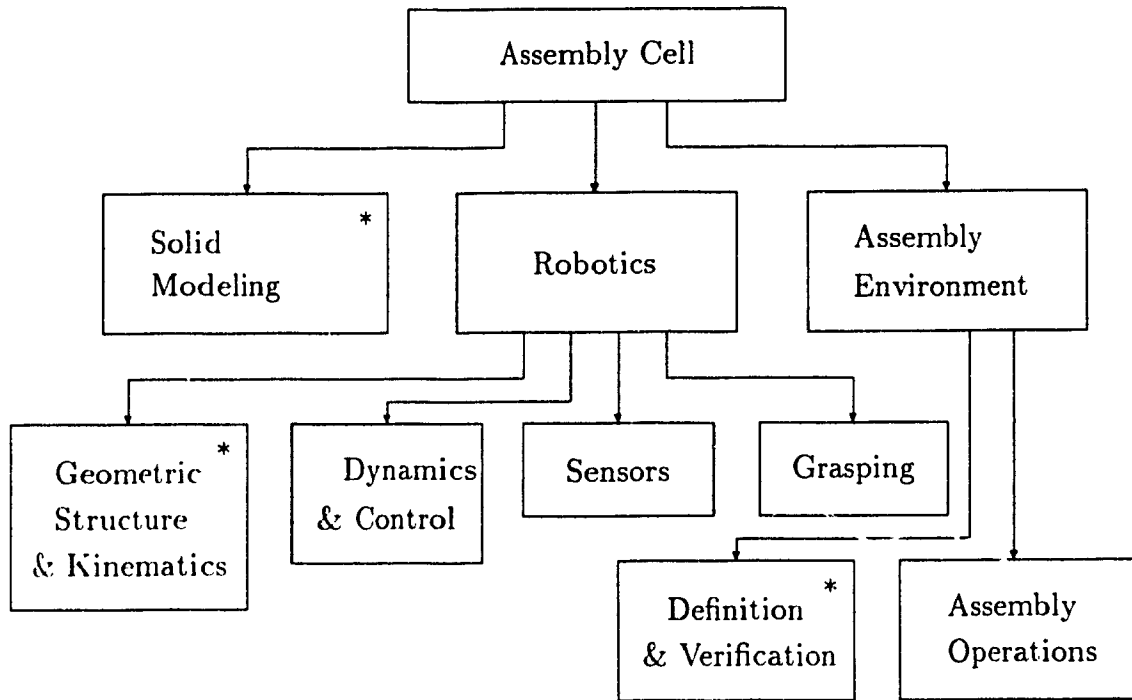 Assembly Cell
*
Solid
Modeling
Robotics
Assembly
Environment
*
Geometric
Structure
& Kinematics
Dynamics
& Control
Sensors
Grasping
*
Definition
& Verification
Assembly
Operations